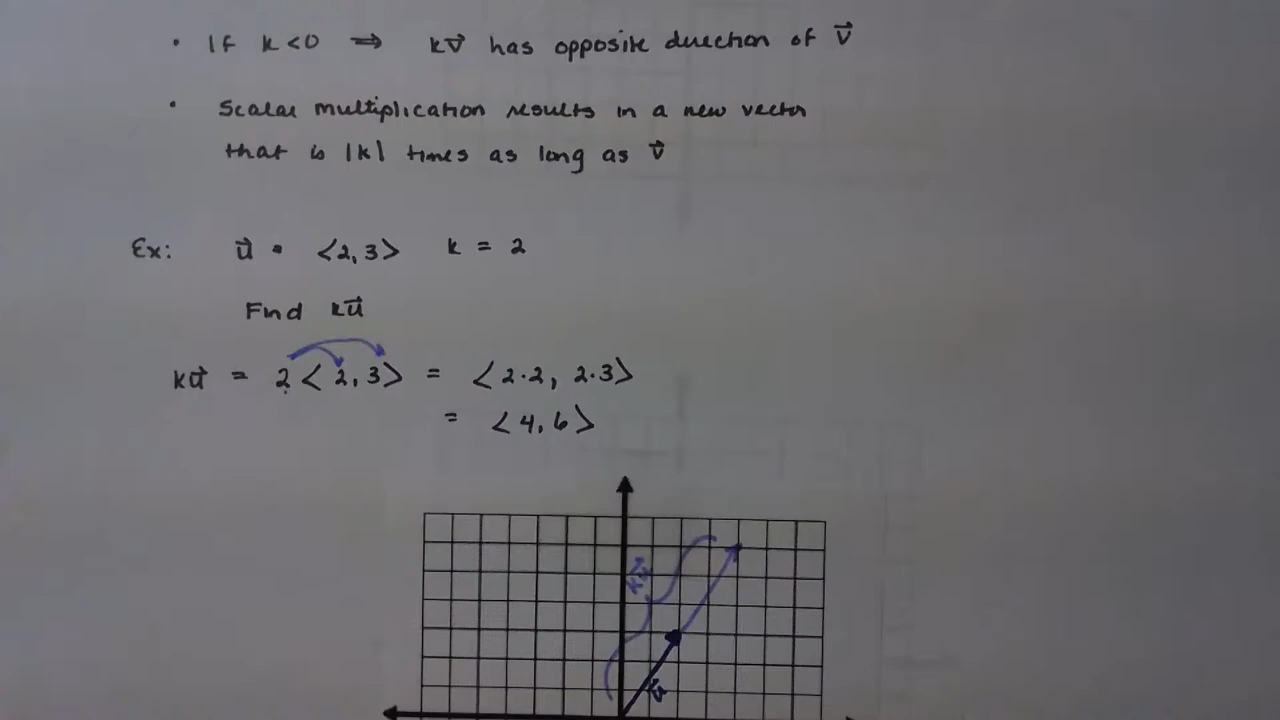 • If k < 0 ⟹ kv⃗ has opposite direction of v⃗
• Scalar multiplication results in a new vector
that is |k| times as long as v⃗
Ex: u⃗ = <2, 3> k = 2
Find ku⃗
ku⃗ = 2 <2, 3> = <2·2, 2·3>
= <4, 6>
ku⃗
u⃗